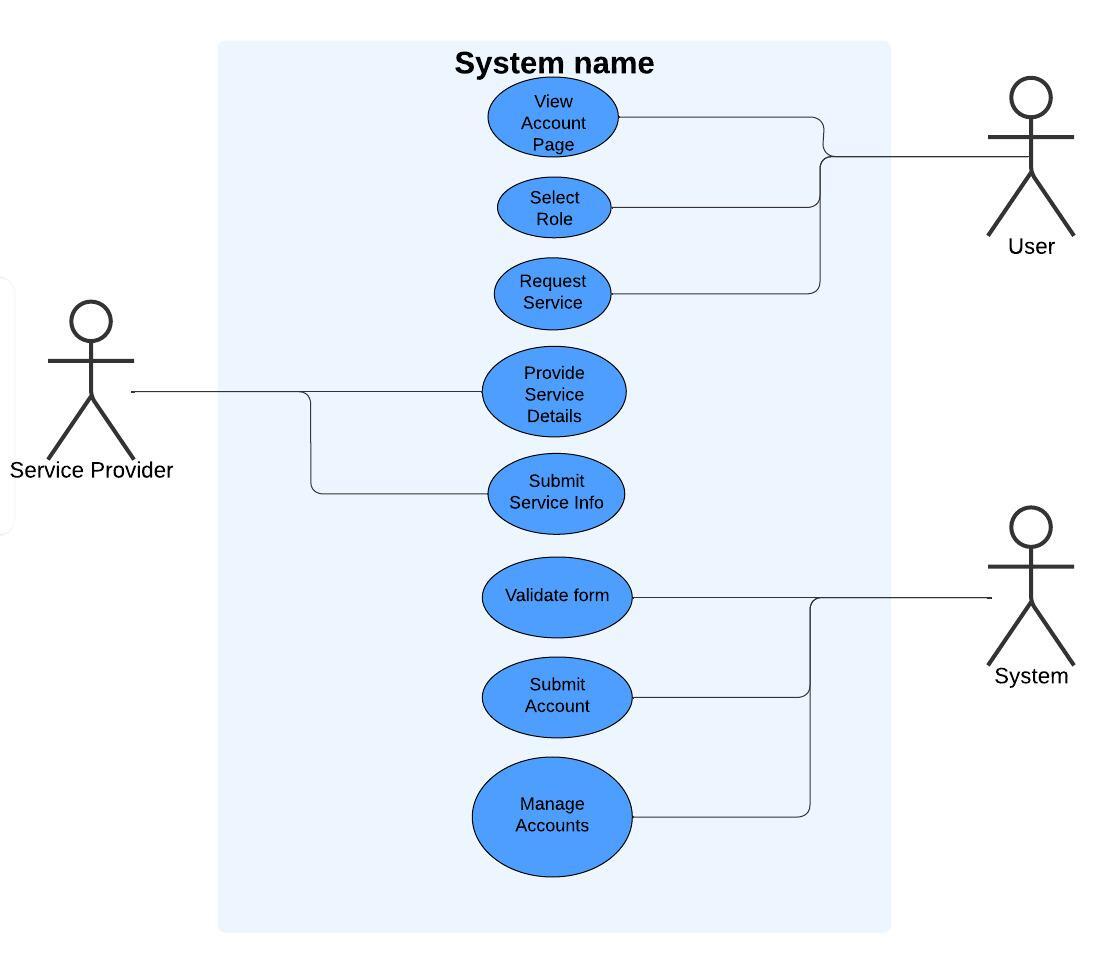 System name
View
Account
Page
Select
Role
User
Request
Service
Provide
Service
Details
Service Provider
Submit
Service Info
Validate form
System
Submit
Account
Manage
Accounts